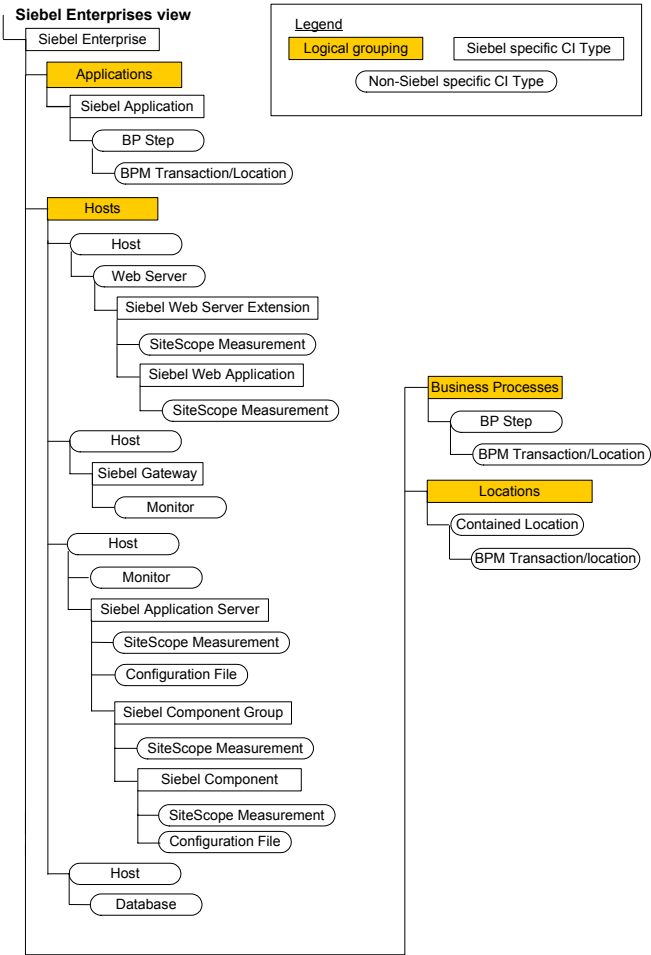 Siebel Enterprises view
Siebel Enterprise
Legend
Logical grouping
Siebel specific CI Type
Non-Siebel specific CI Type
Applications
Siebel Application
BP Step
BPM Transaction/Location
Hosts
Host
Web Server
Siebel Web Server Extension
SiteScope Measurement
Siebel Web Application
SiteScope Measurement
Host
Siebel Gateway
Monitor
Host
Monitor
Siebel Application Server
SiteScope Measurement
Configuration File
Siebel Component Group
SiteScope Measurement
Siebel Component
SiteScope Measurement
Configuration File
Host
Database
Business Processes
BP Step
BPM Transaction/Location
Locations
Contained Location
BPM Transaction/location